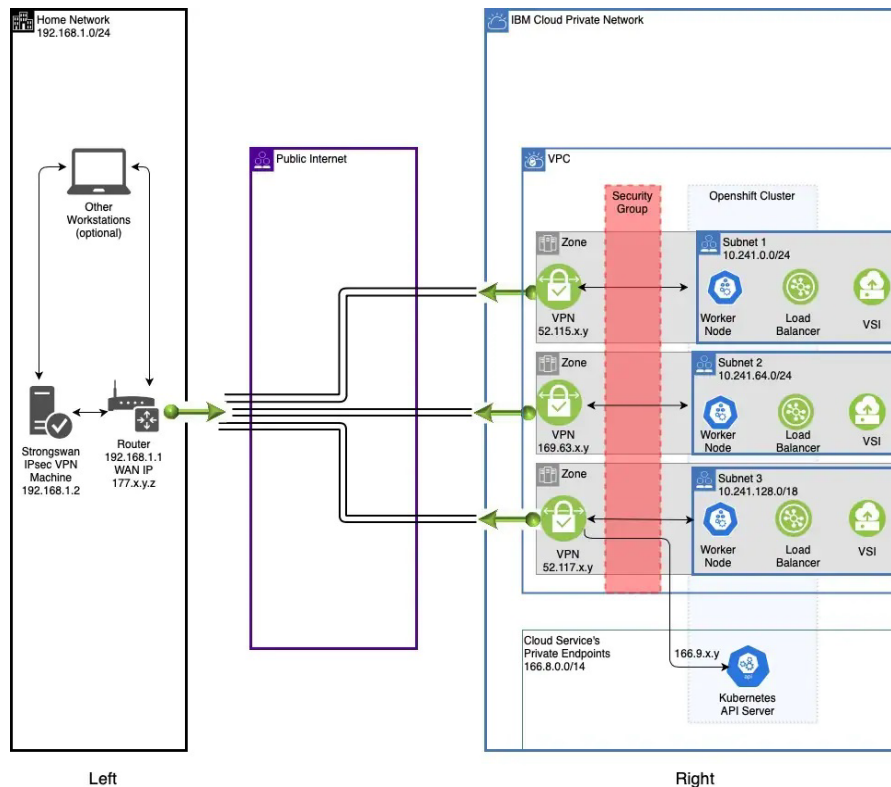 Home Network
192.168.1.0/24
Other
Workstations
(optional)
Strongswan
IPsec VPN
Machine
192.168.1.2
Router
192.168.1.1
WAN IP
177.x.y.z
Public Internet
IBM Cloud Private Network
VPC
Security
Group
Openshift Cluster
Zone
VPN
52.115.x.y
Subnet 1
10.241.0.0/24
Worker
Node
Load
Balancer
VSI
Zone
VPN
169.63.x.y
Subnet 2
10.241.64.0/24
Worker
Node
Load
Balancer
VSI
Zone
VPN
52.117.x.y
Subnet 3
10.241.128.0/18
Worker
Node
Load
Balancer
VSI
Cloud Service's
Private Endpoints
166.8.0.0/14
166.9.x.y
Kubernetes
API Server
Left
Right